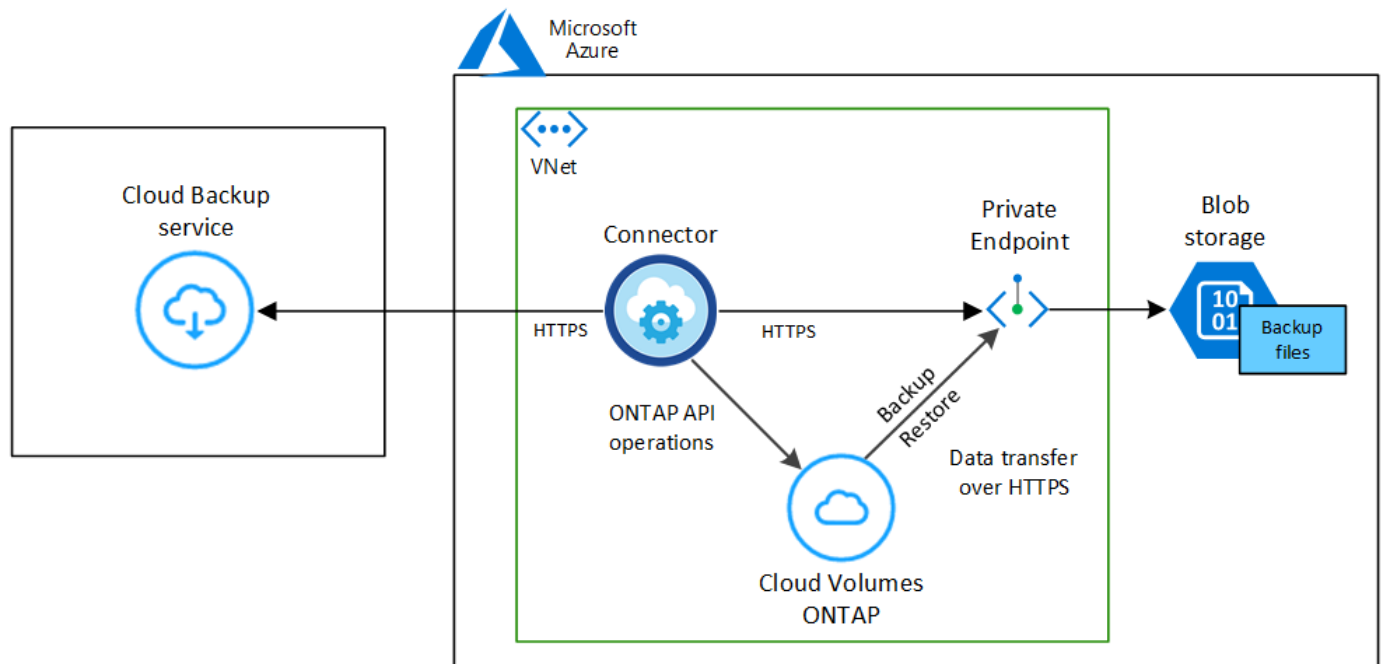 Microsoft
Azure
VNet
Cloud Backup
service
Connector
Private
Endpoint
Blob
storage
HTTPS
HTTPS
10
01
Backup
files
ONTAP API
operations
Backup
Restore
Data transfer
over HTTPS
Cloud Volumes
ONTAP